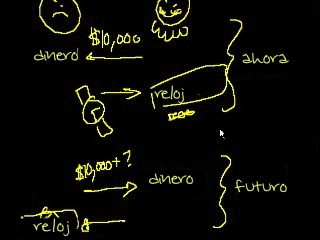 $10,000
dinero
ahora
reloj
$10,000+?
dinero
futuro
reloj